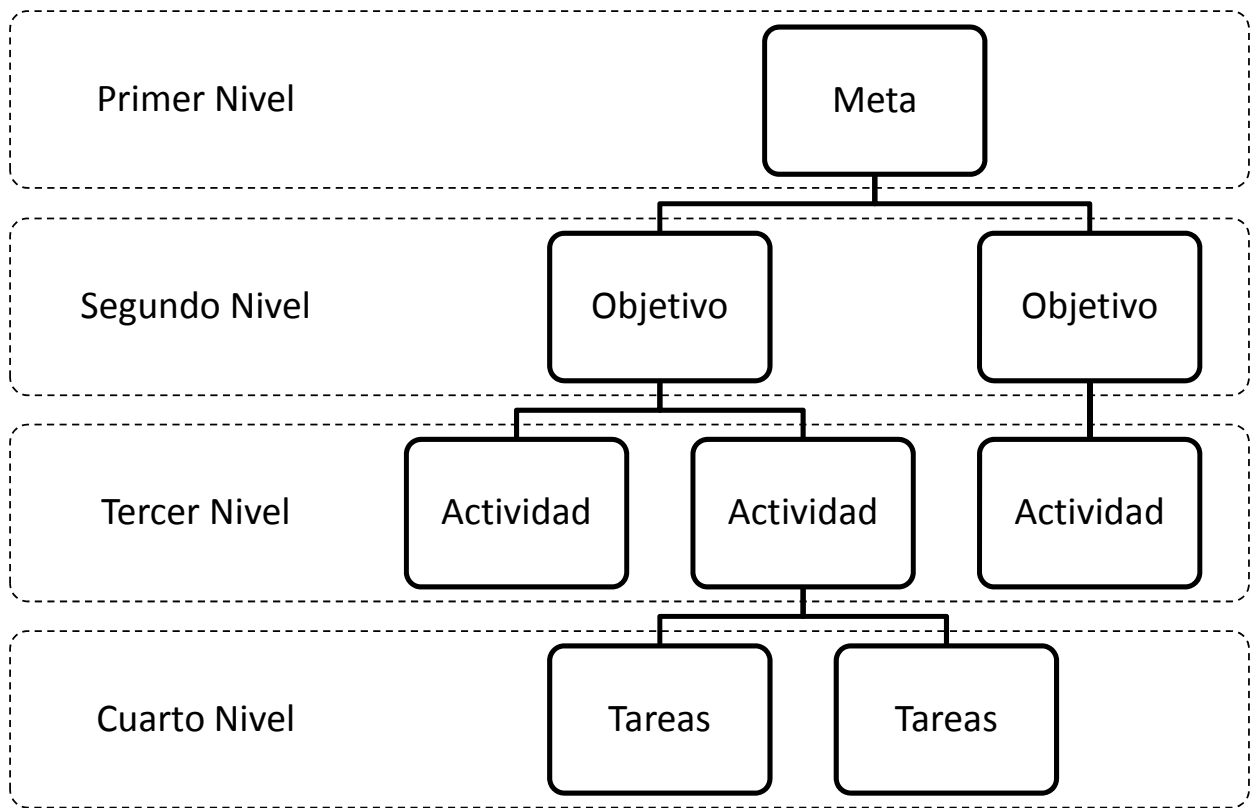 Primer Nivel
Meta
Segundo Nivel
Objetivo
Objetivo
Tercer Nivel
Actividad
Actividad
Actividad
Cuarto Nivel
Tareas
Tareas